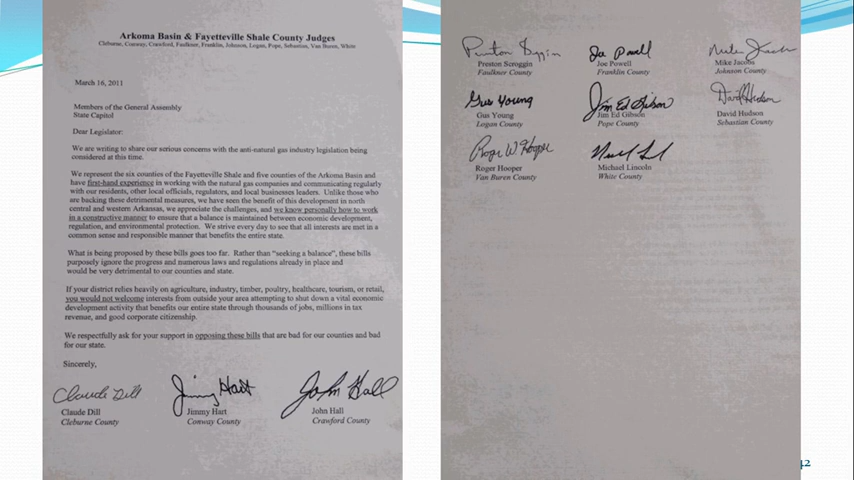 Arkoma Basin & Fayetteville Shale County Judges
Cleburne, Conway, Crawford, Faulkner, Franklin, Johnson, Logan, Pope, Sebastian, Van Buren, White
March 16, 2011
Members of the General Assembly
State Capitol
Dear Legislator:
We are writing to share our serious concerns with the anti-natural gas industry legislation being
considered at this time.
We represent the six counties of the Fayetteville Shale and five counties of the Arkoma Basin and
have first-hand experience in working with the natural gas companies and communicating regularly
with our residents, other local officials, regulators, and local businesses leaders. Unlike those who
are backing these detrimental measures, we have seen the benefit of this development in north
central and western Arkansas, we appreciate the challenges, and we know personally how to work
in a constructive manner to ensure that a balance is maintained between economic development,
regulation, and environmental protection. We strive every day to see that all interests are met in a
common sense and responsible manner that benefits the entire state.
What is being proposed by these bills goes too far. Rather than "seeking a balance", these bills
purposely ignore the progress and numerous laws and regulations already in place and
would be very detrimental to our counties and state.
If your district relies heavily on agriculture, industry, timber, poultry, healthcare, tourism, or retail,
you would not welcome interests from outside your area attempting to shut down a vital economic
development activity that benefits our entire state through thousands of jobs, millions in tax
revenue, and good corporate citizenship.
We respectfully ask for your support in opposing these bills that are bad for our counties and bad
for our state.
Sincerely,
Claude Dill Jimmy Hart John Hall
Claude Dill Jimmy Hart John Hall
Cleburne County Conway County Crawford County
Preston Scroggin Joe Powell Mike Jacobs
Preston Scroggin Joe Powell Mike Jacobs
Faulkner County Franklin County Johnson County
Gus Young Jim Ed Gibson David Hudson
Gus Young Jim Ed Gibson David Hudson
Logan County Pope County Sebastian County
Roger W Hooper
Roger Hooper Michael Lincoln
Van Buren County White County
42